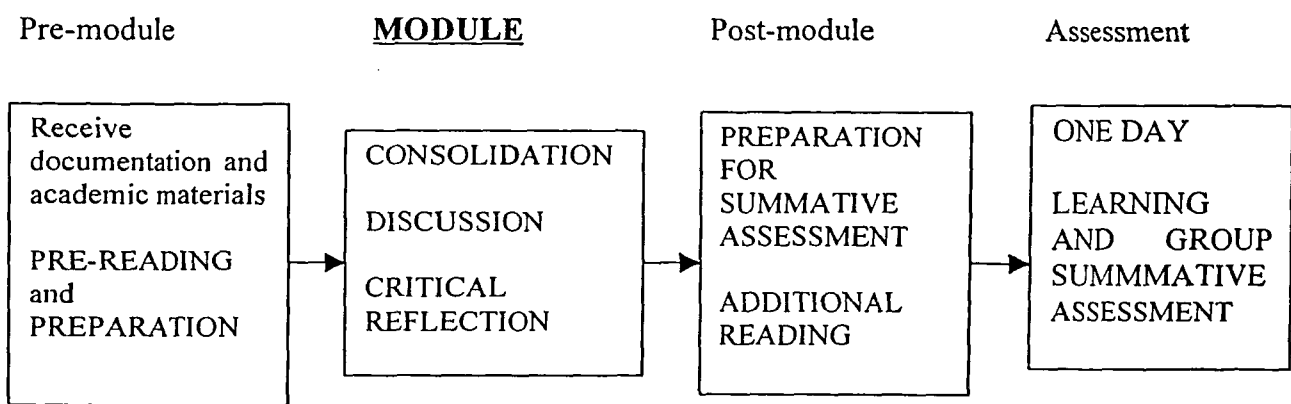 Pre-module
MODULE
Post-module
Assessment
Receive
documentation and
academic materials
PRE-READING
and
PREPARATION
CONSOLIDATION
DISCUSSION
CRITICAL
REFLECTION
PREPARATION
FOR
SUMMATIVE
ASSESSMENT
ADDITIONAL
READING
ONE DAY
LEARNING
AND GROUP
SUMMMATIVE
ASSESSMENT